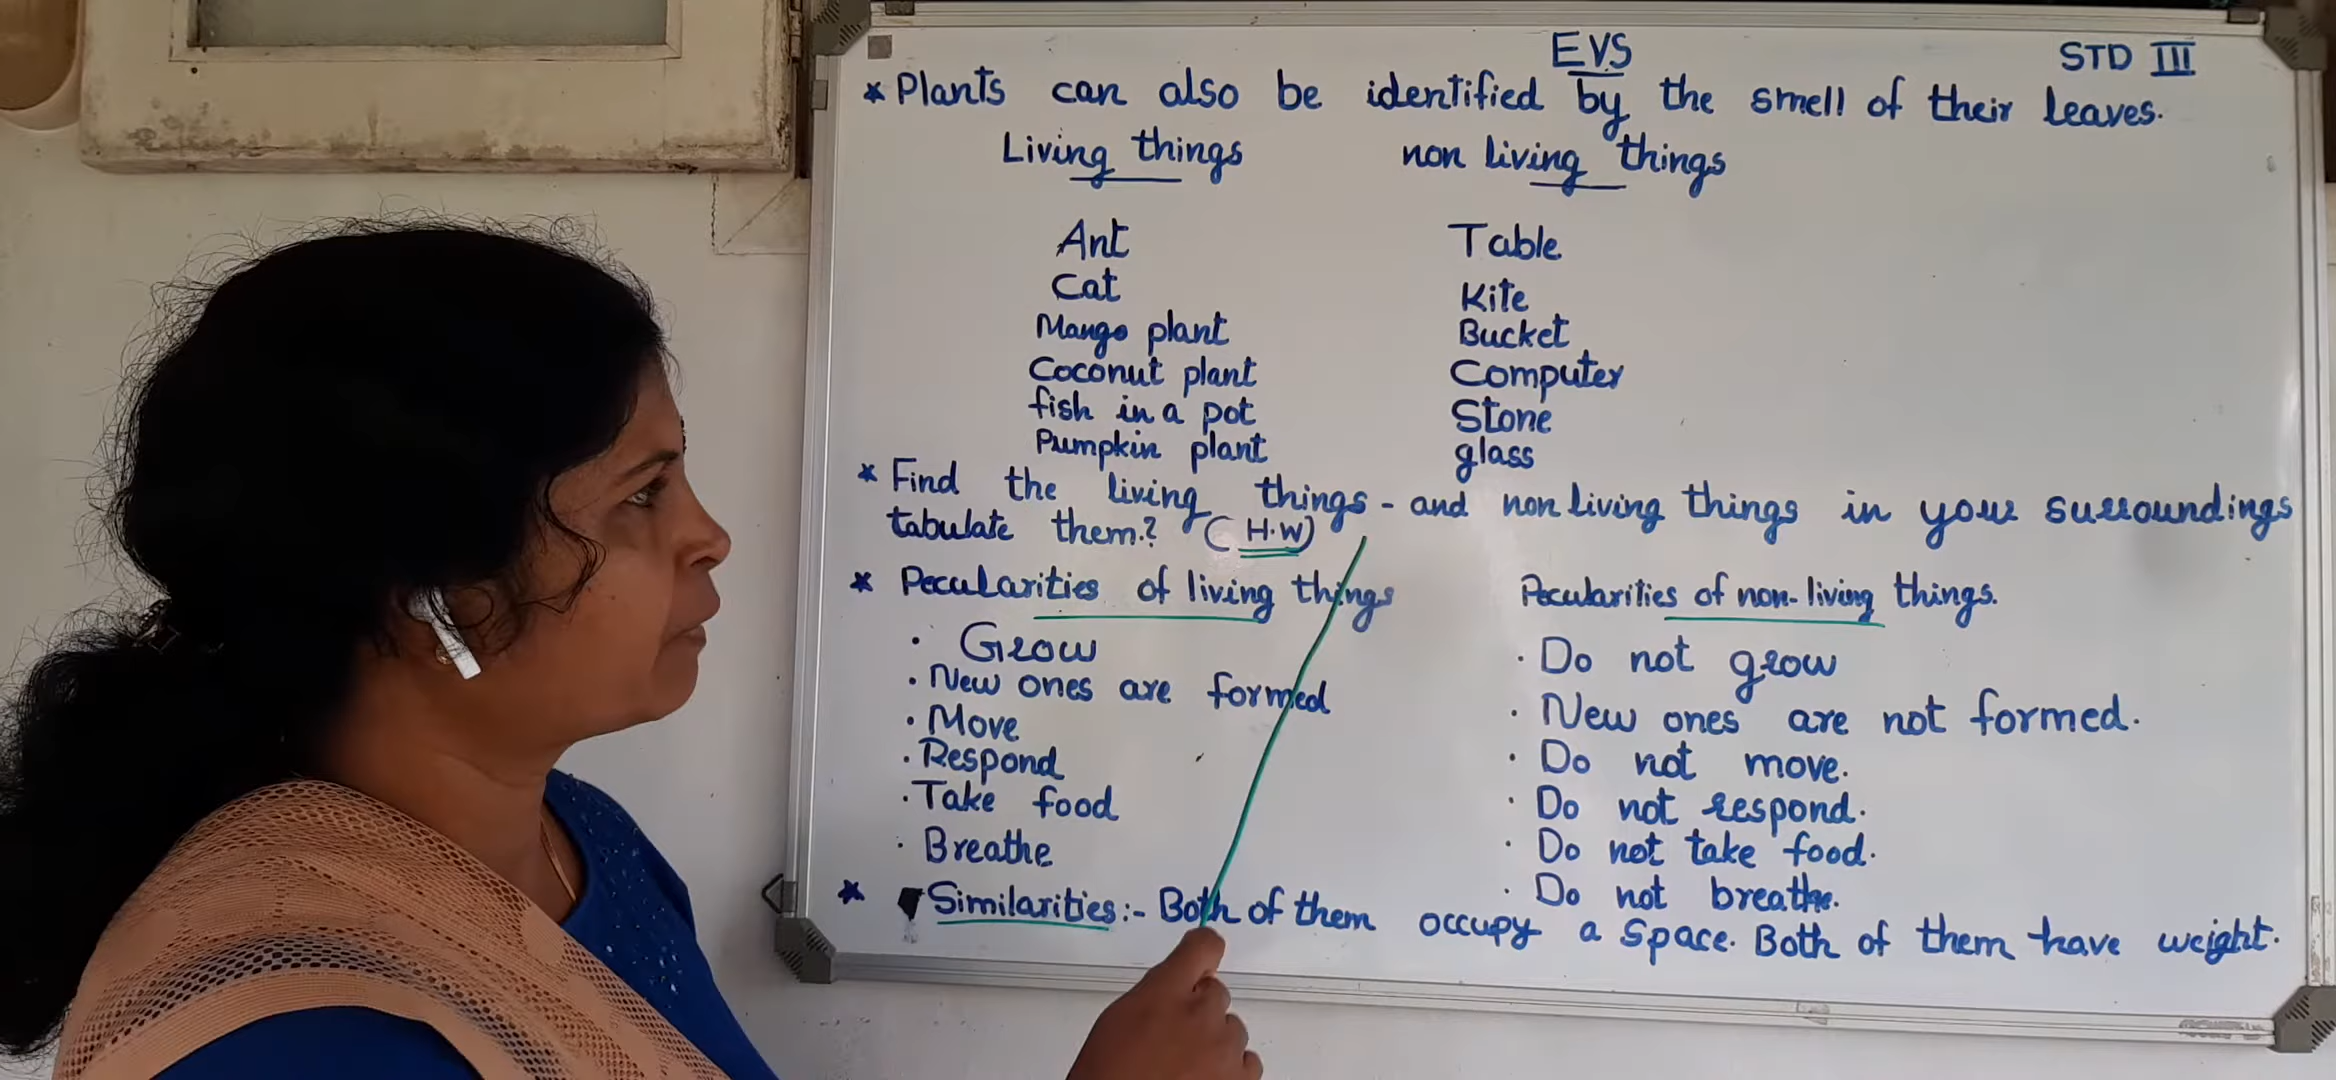 EVS
STD III
* Plants can also be identified by the smell of their leaves.
Living things
non living things
Ant
Cat
Mango plant
Coconut plant
fish in a pot
Pumpkin plant
Table
Kite
Bucket
Computer
Stone
glass
* Find the living things - and non living things in your surroundings
tabulate them.? (H.W)
* Pecularities of living things
· Grow
· New ones are formed
· Move
· Respond
· Take food
· Breathe
Pecularities of non-living things.
· Do not grow
· New ones are not formed.
· Do not move.
· Do not respond.
· Do not take food.
· Do not breathe.
* Similarities:- Both of them occupy a Space. Both of them have weight.